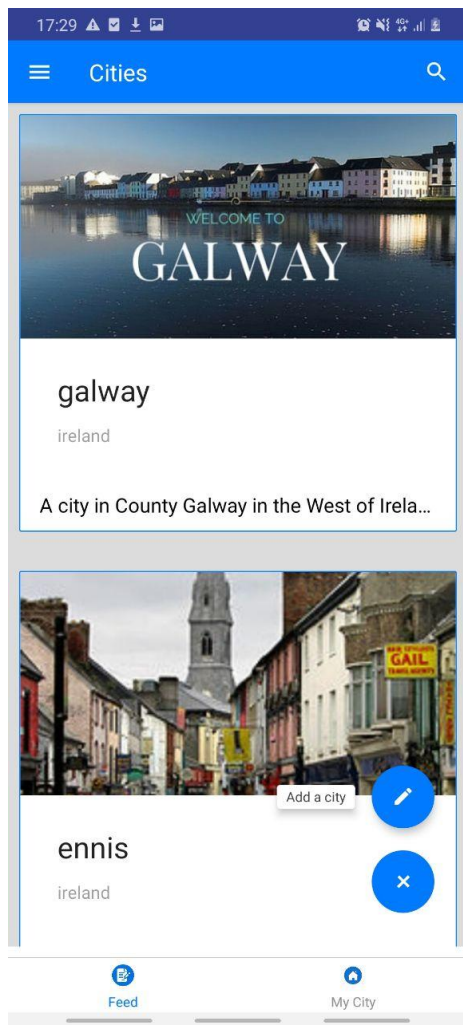 17:29
4G+
Cities
WELCOME TO
GALWAY
galway
ireland
A city in County Galway in the West of Irela...
GAIL
Add a city
ennis
ireland
Feed
My City